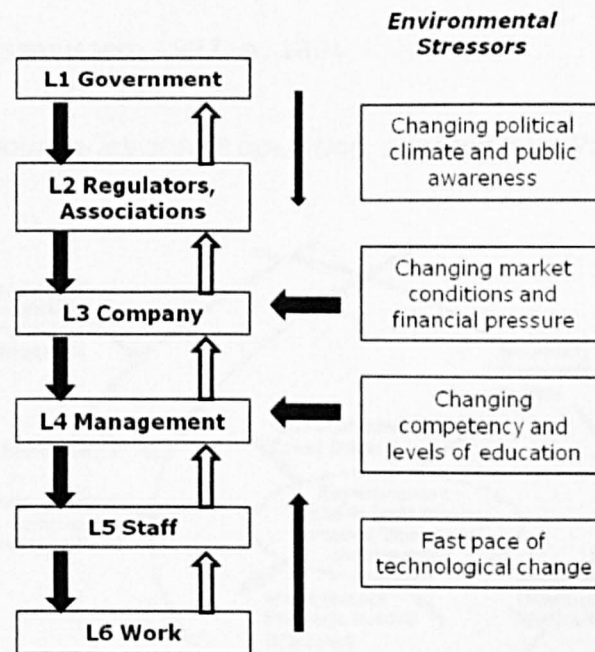 Environmental
Stressors
L1 Government
Changing political
climate and public
awareness
L2 Regulators,
Associations
Changing market
conditions and
financial pressure
L3 Company
Changing
competency and
levels of education
L4 Management
L5 Staff
Fast pace of
technological change
L6 Work